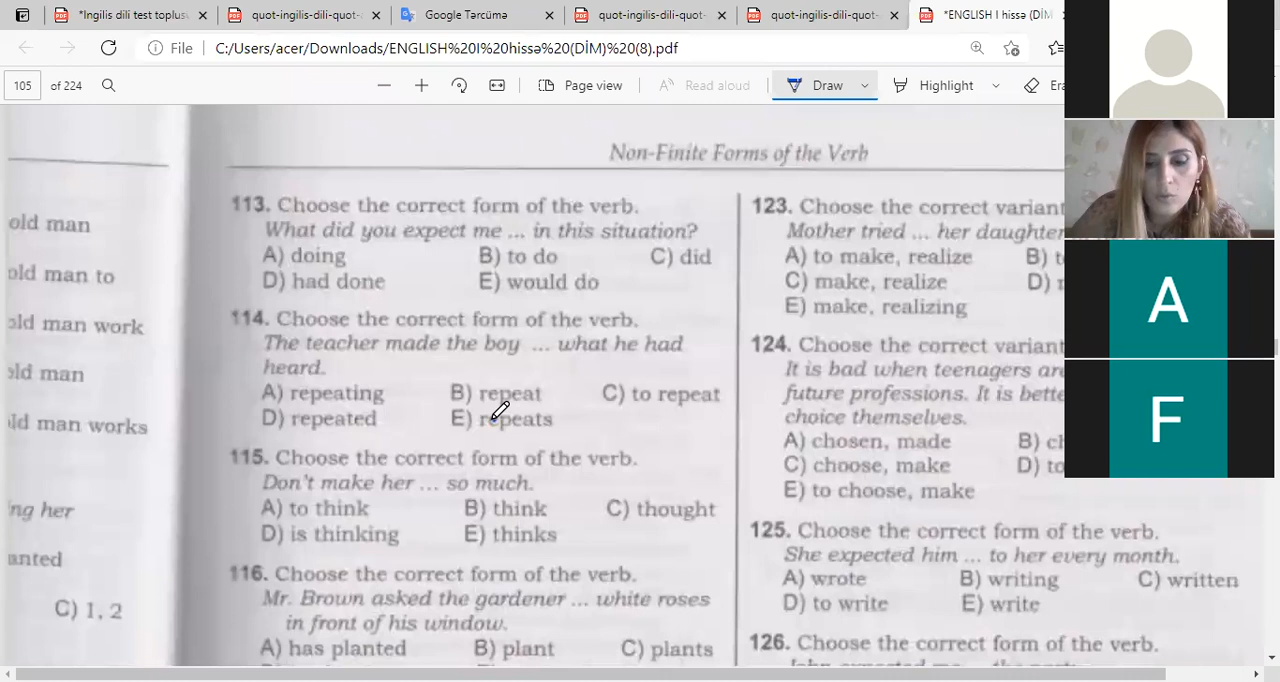 *Ingilis dili test toplusu
quot-ingilis-dili-quot-
quot-ingilis-dili-quot-
quot-ingilis-dili-quot-
Google Tərcümə
*ENGLISH I hissə (DİM)
File
C:/Users/acer/Downloads/ENGLISH%20I%20hissə%20(DİM)%20(8).pdf
105 of 224
Page view
Read aloud
Draw
Highlight
Era
Non-Finite Forms of the Verb
old man
old man to
old man work
old man
old man works
ng her
anted
C) 1, 2
113. Choose the correct form of the verb.
What did you expect me ... in this situation?
A) doing B) to do C) did
D) had done E) would do
114. Choose the correct form of the verb.
The teacher made the boy ... what he had
heard.
A) repeating B) repeat C) to repeat
D) repeated E) repeats
115. Choose the correct form of the verb.
Don't make her ... so much.
A) to think B) think C) thought
D) is thinking E) thinks
116. Choose the correct form of the verb.
Mr. Brown asked the gardener ... white roses
in front of his window.
A) has planted B) plant C) plants
123. Choose the correct variant
Mother tried ... her daughter
A) to make, realize B) t
C) make, realize D)
E) make, realizing
124. Choose the correct variant
It is bad when teenagers are
future professions. It is bette
choice themselves.
A) chosen, made B) ch
C) choose, make D) to
E) to choose, make
125. Choose the correct form of the verb.
She expected him ... to her every month.
A) wrote B) writing C) written
D) to write E) write
126. Choose the correct form of the verb.
A
F